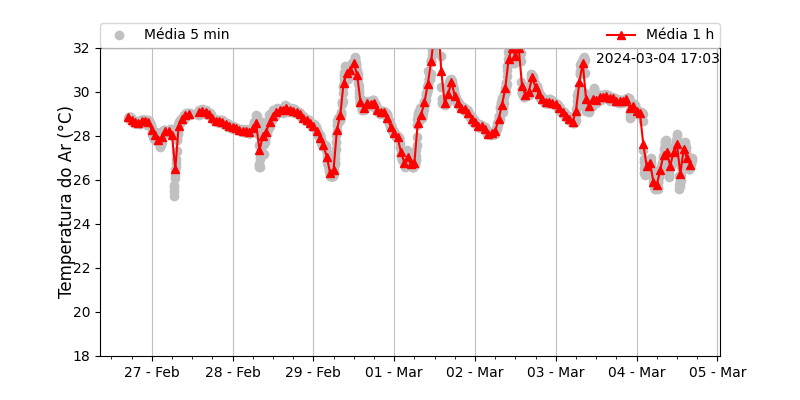 Média 5 min
Média 1 h
2024-03-04 17:03
Temperatura do Ar (°C)
32
30
28
26
24
22
20
18
27 - Feb
28 - Feb
29 - Feb
01 - Mar
02 - Mar
03 - Mar
04 - Mar
05 - Mar